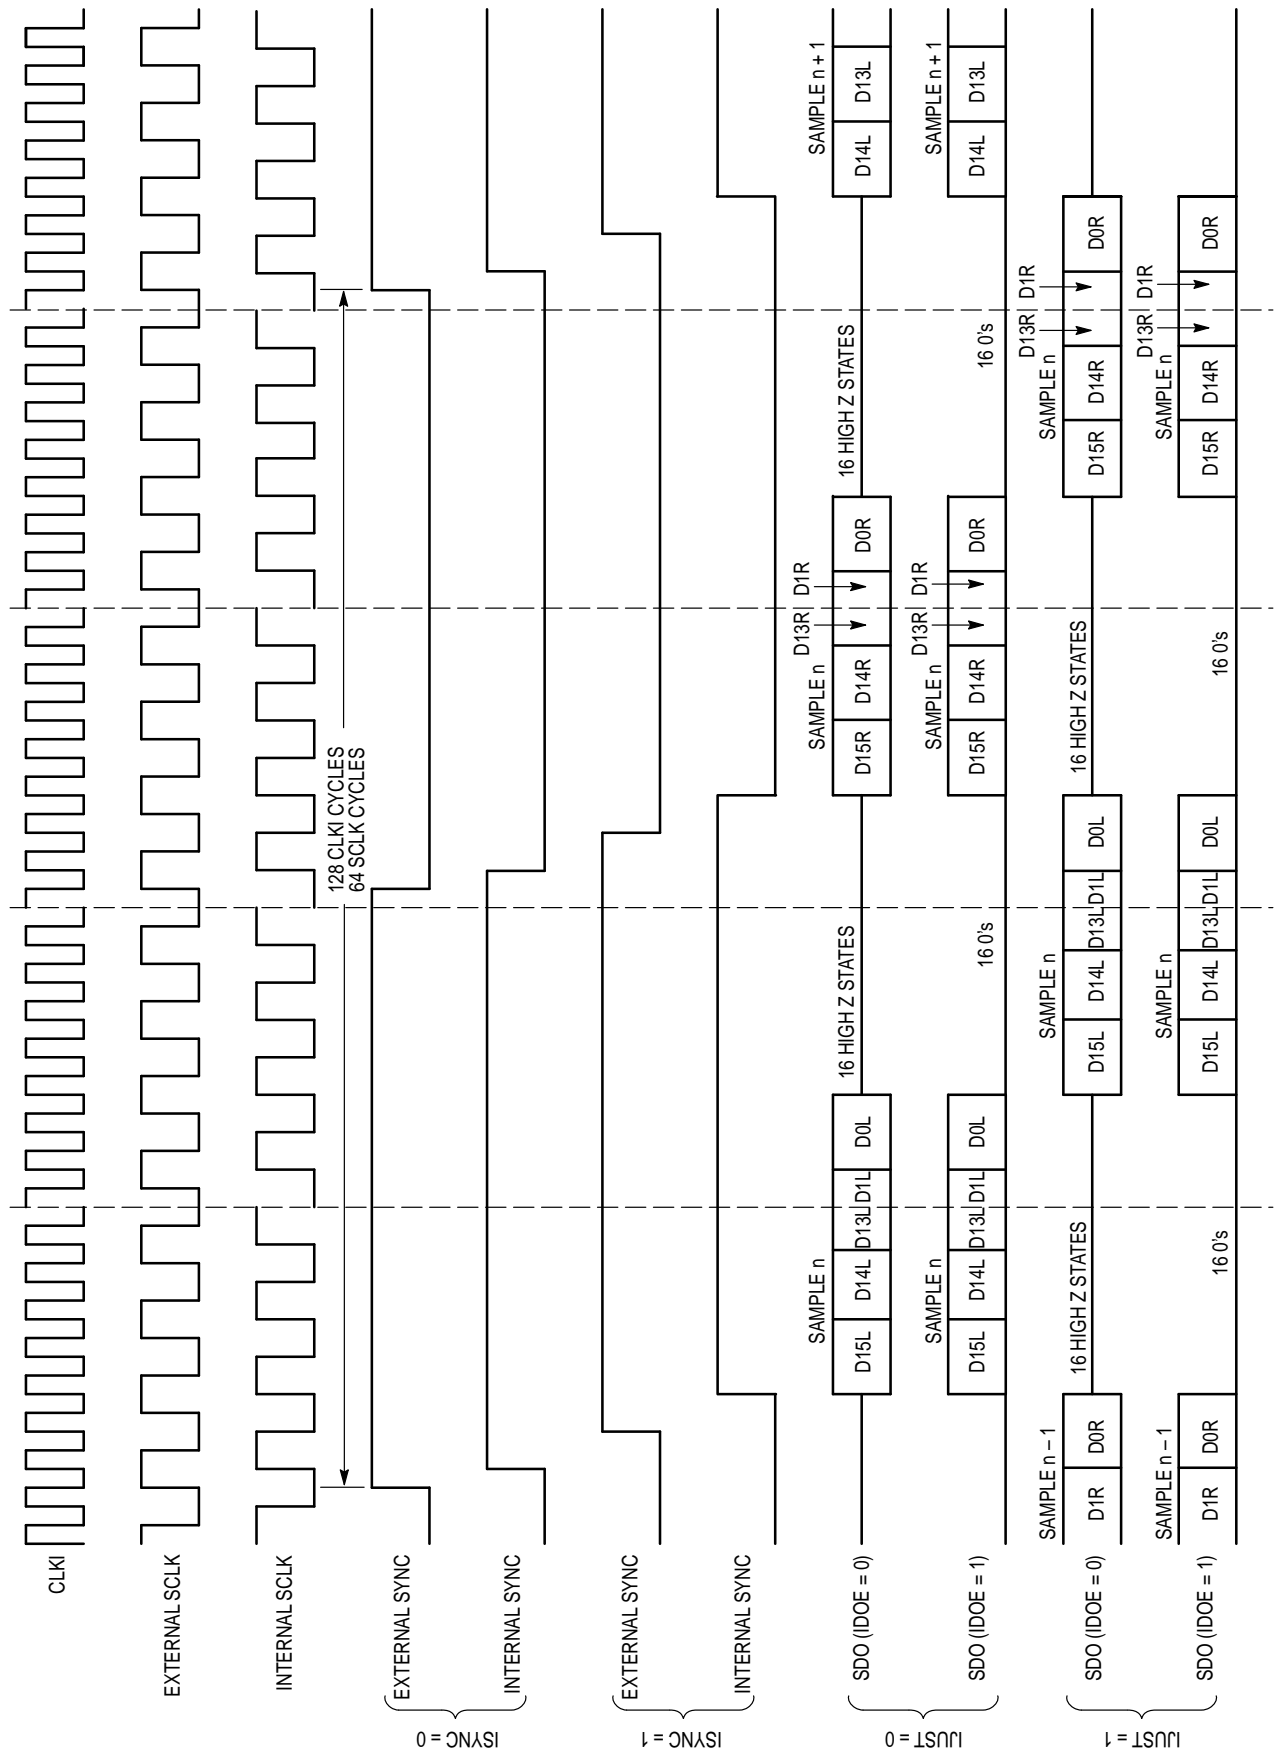 CLKI
EXTERNAL SCLK
INTERNAL SCLK
128 CLKI CYCLES
64 SCLK CYCLES
ISYNC = 0
EXTERNAL SYNC
INTERNAL SYNC
ISYNC = 1
EXTERNAL SYNC
INTERNAL SYNC
IJUST = 0
SAMPLE n
SAMPLE n
SAMPLE n + 1
D13R D1R
16 HIGH Z STATES
16 HIGH Z STATES
SDO (IDOE = 0)
D15L D14L D13L D1L D0L D15R D14R D0R D14L D13L
SAMPLE n
SAMPLE n
SAMPLE n + 1
D13R D1R
SDO (IDOE = 1)
D15L D14L D13L D1L D0L D15R D14R D0R D14L D13L
16 0's
16 0's
IJUST = 1
SAMPLE n – 1
SAMPLE n
SAMPLE n
D13R D1R
16 HIGH Z STATES
16 HIGH Z STATES
SDO (IDOE = 0)
D1R D0R D15L D14L D13L D1L D0L D15R D14R D0R
SAMPLE n – 1
SAMPLE n
SAMPLE n
D13R D1R
SDO (IDOE = 1)
D1R D0R D15L D14L D13L D1L D0L D15R D14R D0R
16 0's
16 0's